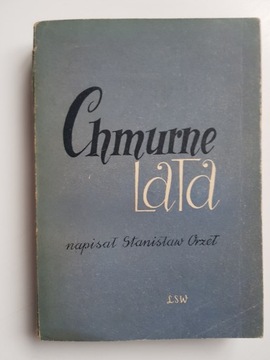 Chmurne
LaTa
napisał Stanisław Orzeł
LSW